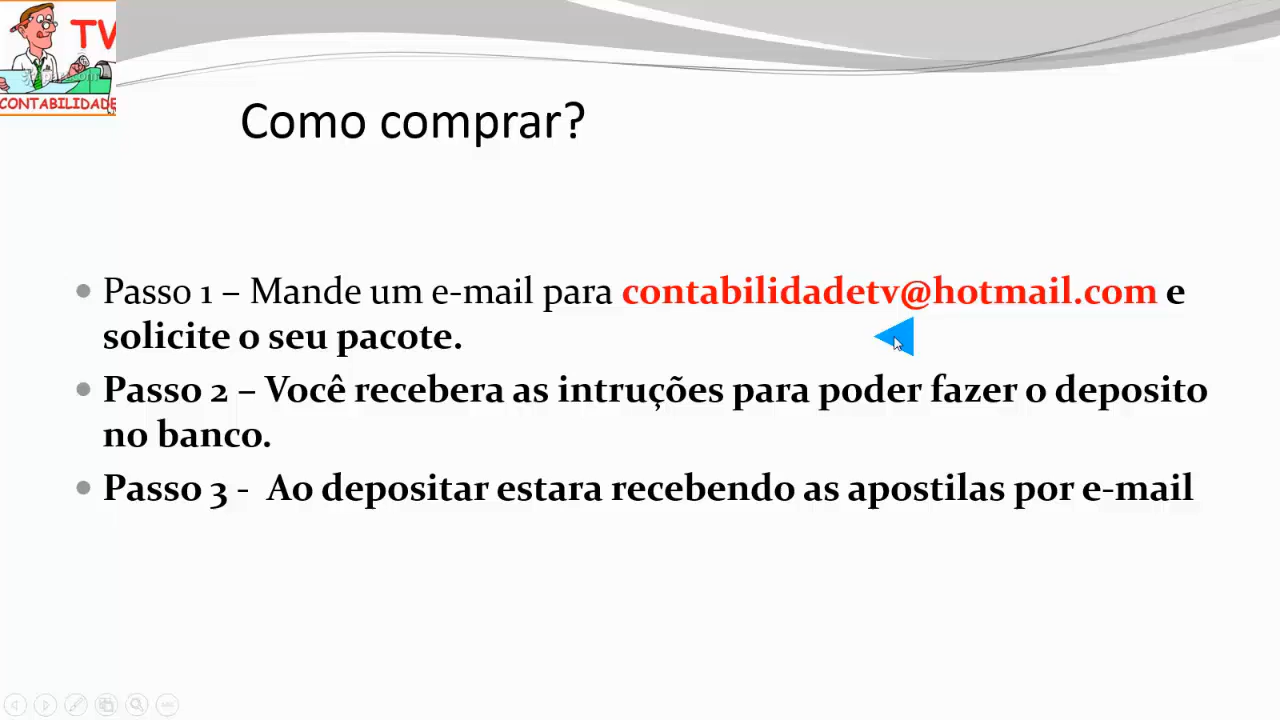 TV
CONTABILIDADE
Como comprar?
Passo 1 – Mande um e-mail para contabilidadetv@hotmail.com e
solicite o seu pacote.
Passo 2 – Você recebera as intruções para poder fazer o deposito
no banco.
Passo 3 - Ao depositar estara recebendo as apostilas por e-mail